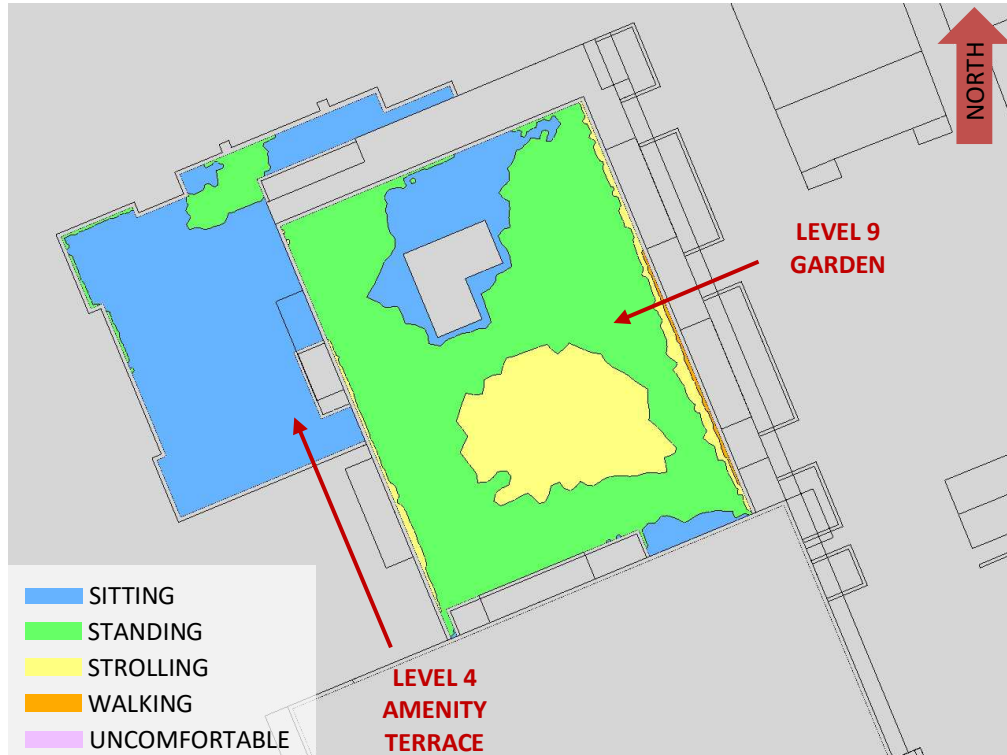 NORTH
LEVEL 9
GARDEN
SITTING
STANDING
STROLLING
WALKING
UNCOMFORTABLE
LEVEL 4
AMENITY
TERRACE